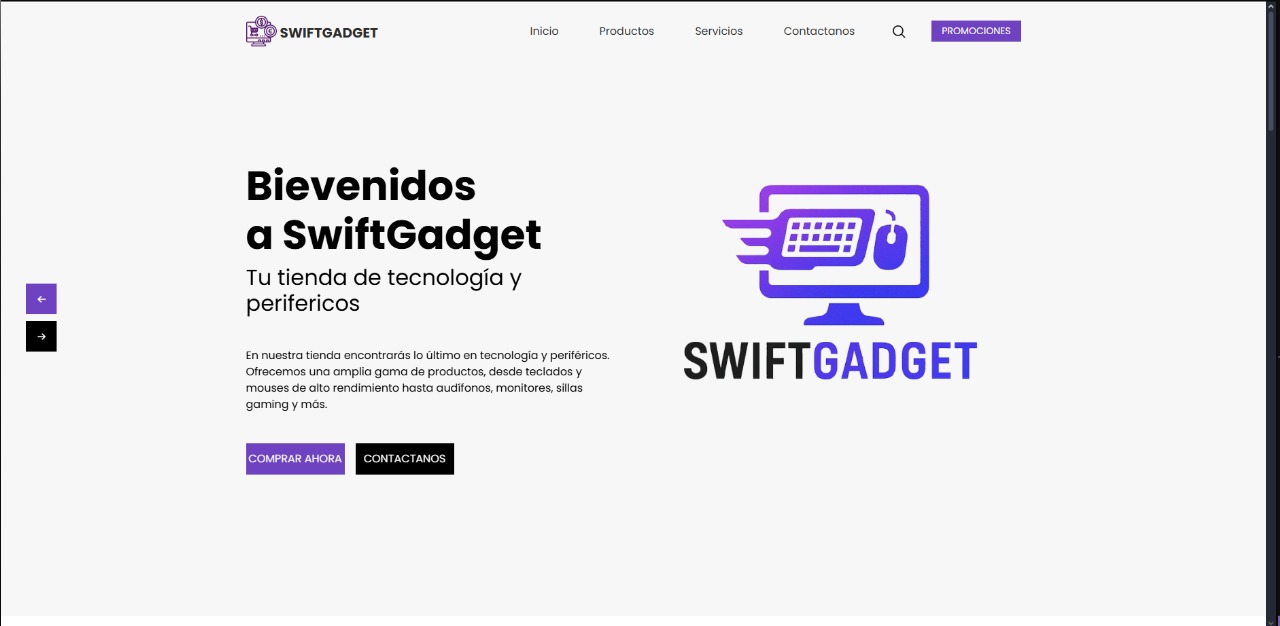 SWIFTGADGET
Inicio
Productos
Servicios
Contactanos
PROMOCIONES
Bievenidos
a SwiftGadget
Tu tienda de tecnología y
perifericos
En nuestra tienda encontrarás lo último en tecnología y periféricos.
Ofrecemos una amplia gama de productos, desde teclados y
mouses de alto rendimiento hasta audífonos, monitores, sillas
gaming y más.
COMPRAR AHORA
CONTACTANOS
SWIFTGADGET